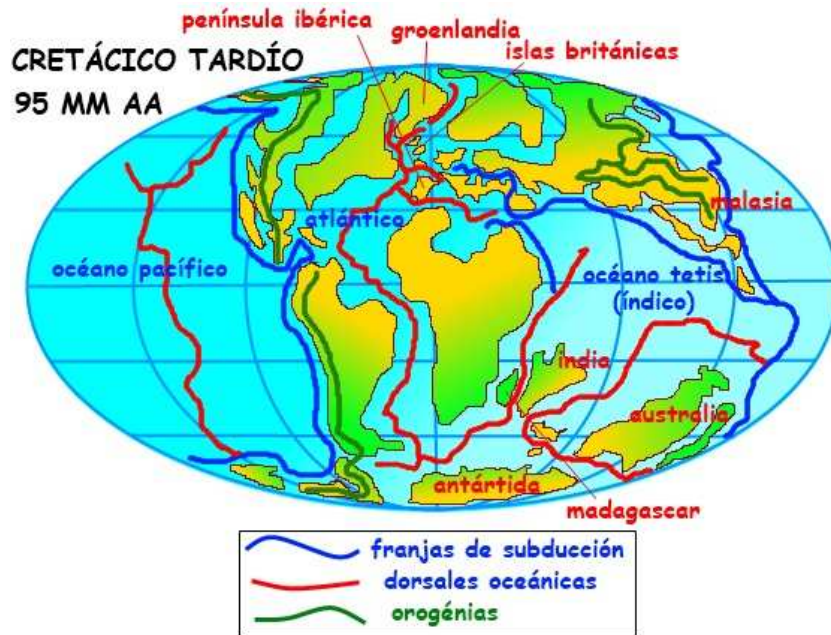 península ibérica
groenlandia
islas británicas
CRETÁCICO TARDÍO
95 MM AA
malasia
atlántico
océano pacífico
océano tetis
(índico)
india
australia
antártida
madagascar
franjas de subducción
dorsales oceánicas
orogénias